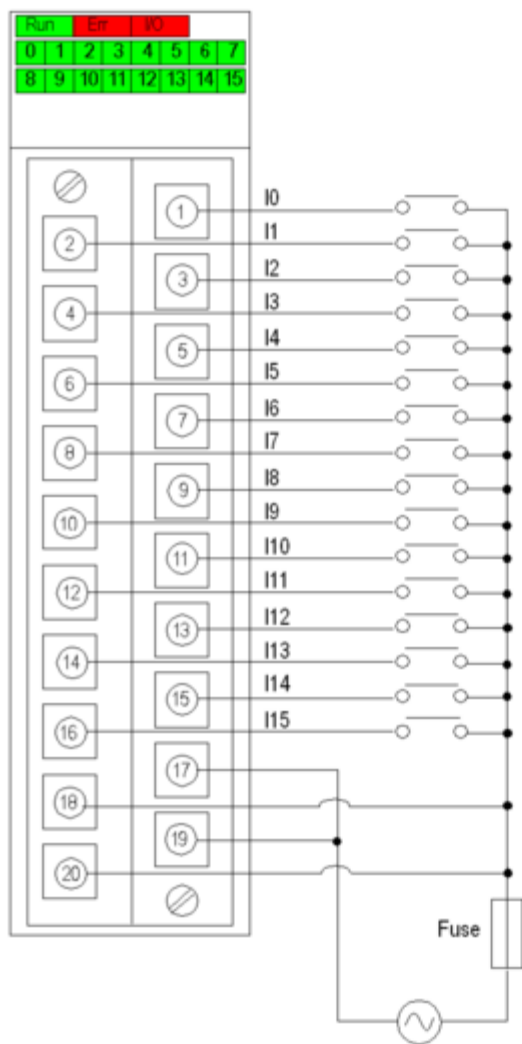 Run Err I/O
0 1 2 3 4 5 6 7
8 9 10 11 12 13 14 15
1 I0
2 I1
3 I2
4 I3
5 I4
6 I5
7 I6
8 I7
9 I8
10 I9
11 I10
12 I11
13 I12
14 I13
15 I14
16 I15
17
18
19
20
Fuse